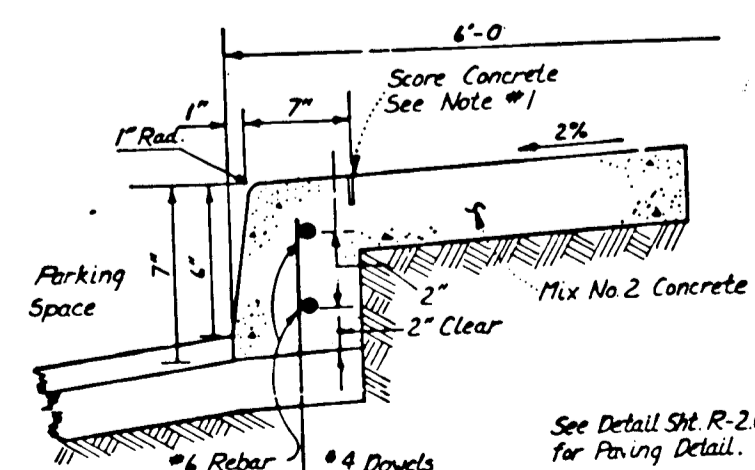 6'-0
Score Concrete
See Note #1
1"
7"
2%
1" Rad.
7"
6"
Parking
Space
2"
Mix No. 2 Concrete
2" Clear
See Detail Sht. R-2.
for Paving Detail.
#6 Rebar
#4 Dowels